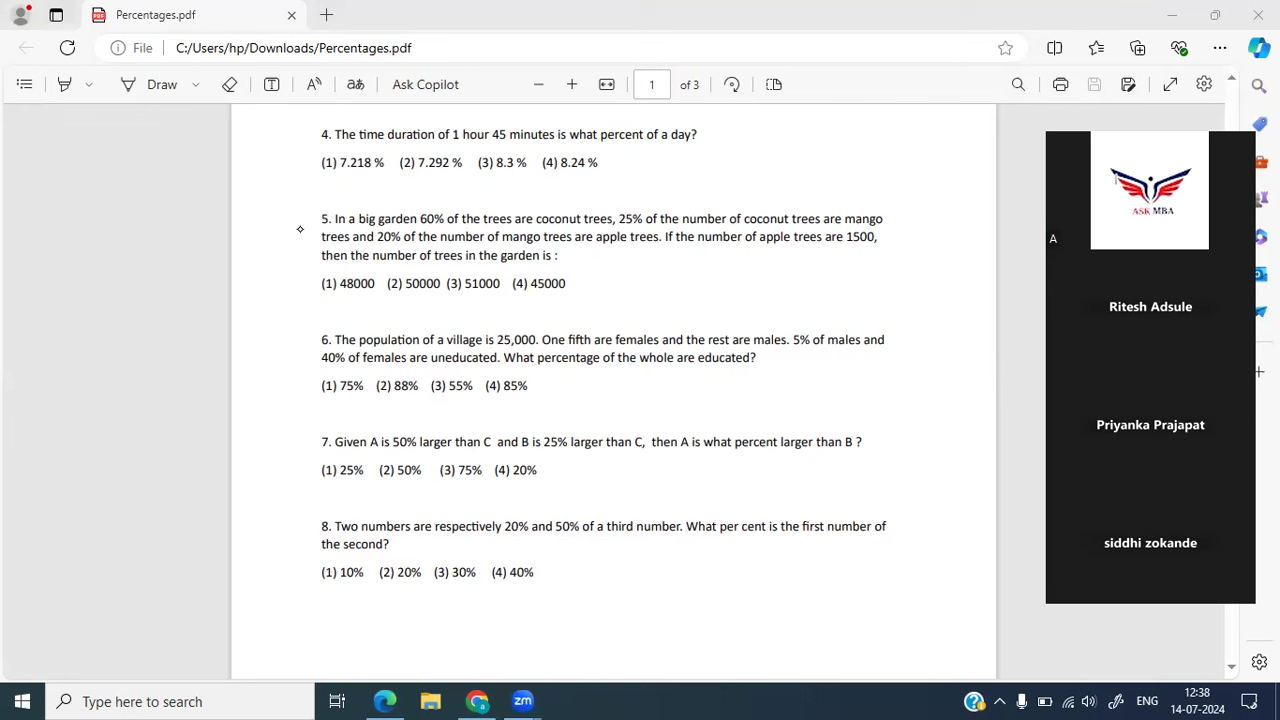 Percentages.pdf
File C:/Users/hp/Downloads/Percentages.pdf
Draw Ask Copilot 1 of 3
4. The time duration of 1 hour 45 minutes is what percent of a day?
(1) 7.218 % (2) 7.292 % (3) 8.3 % (4) 8.24 %
5. In a big garden 60% of the trees are coconut trees, 25% of the number of coconut trees are mango
trees and 20% of the number of mango trees are apple trees. If the number of apple trees are 1500,
then the number of trees in the garden is :
(1) 48000 (2) 50000 (3) 51000 (4) 45000
6. The population of a village is 25,000. One fifth are females and the rest are males. 5% of males and
40% of females are uneducated. What percentage of the whole are educated?
(1) 75% (2) 88% (3) 55% (4) 85%
7. Given A is 50% larger than C and B is 25% larger than C, then A is what percent larger than B ?
(1) 25% (2) 50% (3) 75% (4) 20%
8. Two numbers are respectively 20% and 50% of a third number. What per cent is the first number of
the second?
(1) 10% (2) 20% (3) 30% (4) 40%
ASK MBA
A
Ritesh Adsule
Priyanka Prajapat
siddhi zokande
Type here to search
zm
ENG
12:38
14-07-2024